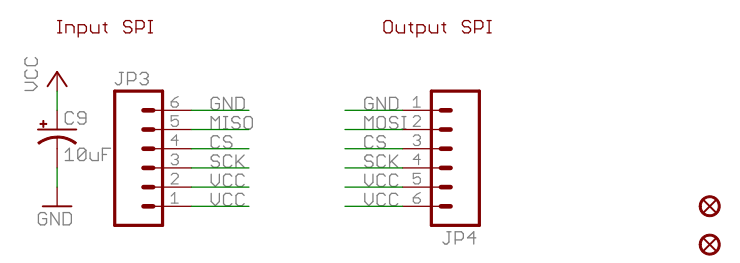 Input SPI
Output SPI
VCC
+
C9
10uF
GND
JP3
6 GND
5 MISO
4 CS
3 SCK
2 VCC
1 VCC
GND 1
MOSI 2
CS 3
SCK 4
VCC 5
VCC 6
JP4